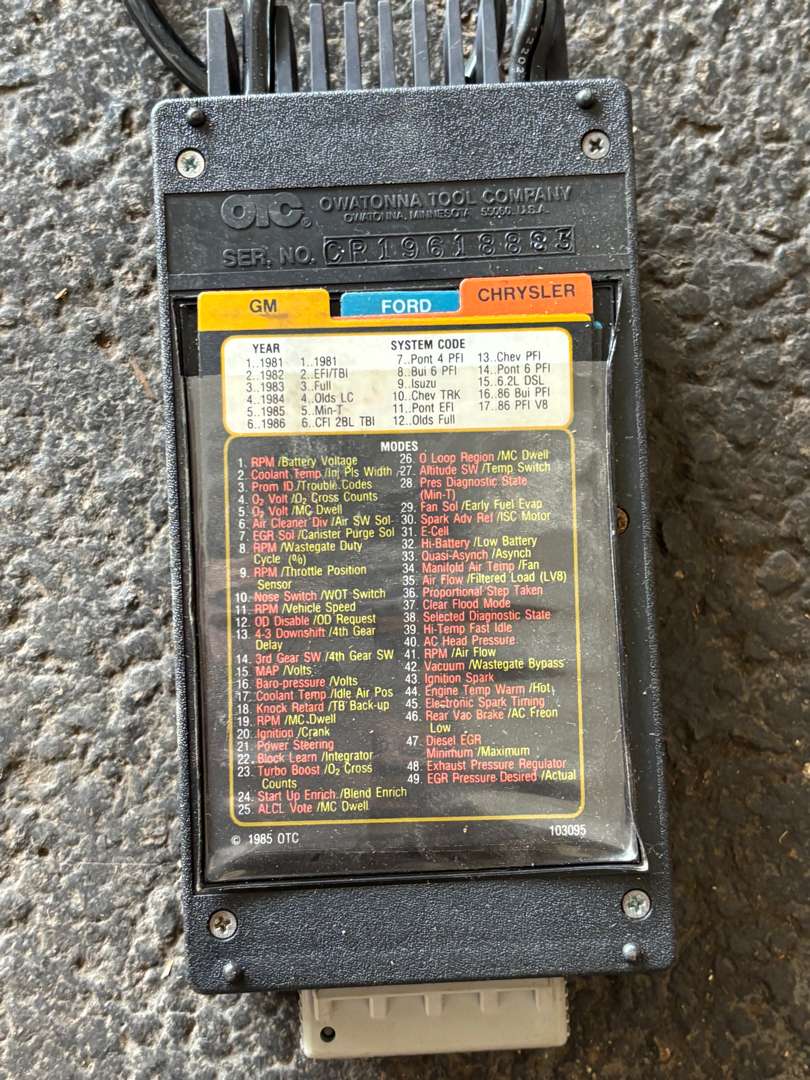 OTC® OWATONNA TOOL COMPANY
OWATONNA, MINNESOTA 55060 U.S.A.
SER. NO. CR19618883
GM FORD CHRYSLER
YEAR
1..1981
2..1982
3..1983
4..1984
5..1985
6..1986
SYSTEM CODE
1..1981
2..EFI/TBI
3..Full
4..Olds LC
5..Min-T
6..CFI 2BL TBI
7..Pont 4 PFI
8..Bui 6 PFI
9..Isuzu
10..Chev TRK
11..Pont EFI
12..Olds Full
13..Chev PFI
14..Pont 6 PFI
15..6.2L DSL
16..86 Bui PFI
17..86 PFI V8
MODES
1. RPM /Battery Voltage
2. Coolant Temp /Inj Pls Width
3. Prom ID /Trouble Codes
4. O₂ Volt /O₂ Cross Counts
5. O₂ Volt /MC Dwell
6. Air Cleaner Div /Air SW Sol
7. EGR Sol /Canister Purge Sol
8. RPM /Wastegate Duty
Cycle (%)
9. RPM /Throttle Position
Sensor
10. Nose Switch /WOT Switch
11. RPM /Vehicle Speed
12. OD Disable /OD Request
13. 4-3 Downshift /4th Gear
Delay
14. 3rd Gear SW /4th Gear SW
15. MAP /Volts
16. Baro-pressure /Volts
17. Coolant Temp /Idle Air Pos
18. Knock Retard /TB Back-up
19. RPM /MC Dwell
20. Ignition /Crank
21. Power Steering
22. Block Learn /Integrator
23. Turbo Boost /O₂ Cross
Counts
24. Start Up Enrich /Blend Enrich
25. ALCL Vote /MC Dwell
26. O Loop Region /MC Dwell
27. Altitude SW /Temp Switch
28. Pres Diagnostic State
(Min-T)
29. Fan Sol /Early Fuel Evap
30. Spark Adv Ref /ISC Motor
31. E-Cell
32. Hi-Battery /Low Battery
33. Quasi-Asynch /Asynch
34. Manifold Air Temp /Fan
35. Air Flow /Filtered Load (LV8)
36. Proportional Step Taken
37. Clear Flood Mode
38. Selected Diagnostic State
39. Hi-Temp Fast Idle
40. AC Head Pressure
41. RPM /Air Flow
42. Vacuum /Wastegate Bypass
43. Ignition Spark
44. Engine Temp Warm /Hot
45. Electronic Spark Timing
46. Rear Vac Brake /AC Freon
Low
47. Diesel EGR
Minimum /Maximum
48. Exhaust Pressure Regulator
49. EGR Pressure Desired /Actual
© 1985 OTC 103095